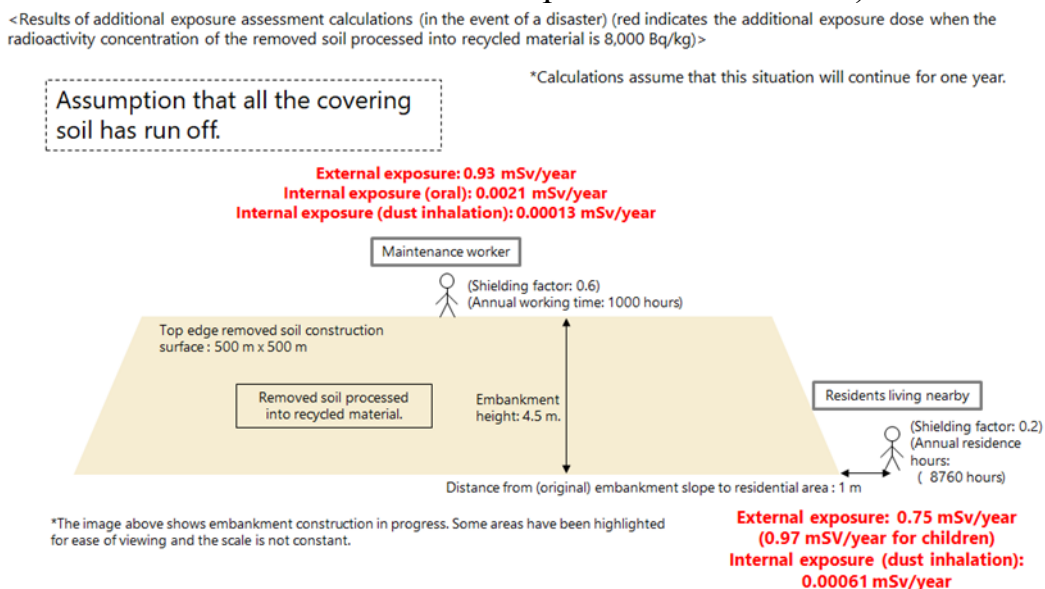 <Results of additional exposure assessment calculations (in the event of a disaster) (red indicates the additional exposure dose when the
radioactivity concentration of the removed soil processed into recycled material is 8,000 Bq/kg)>
*Calculations assume that this situation will continue for one year.
Assumption that all the covering
soil has run off.
External exposure: 0.93 mSv/year
Internal exposure (oral): 0.0021 mSv/year
Internal exposure (dust inhalation): 0.00013 mSv/year
Maintenance worker
(Shielding factor: 0.6)
(Annual working time: 1000 hours)
Top edge removed soil construction
surface : 500 m x 500 m
Removed soil processed
into recycled material.
Embankment
height: 4.5 m.
Residents living nearby
(Shielding factor: 0.2)
(Annual residence
hours:
( 8760 hours)
Distance from (original) embankment slope to residential area : 1 m
*The image above shows embankment construction in progress. Some areas have been highlighted
for ease of viewing and the scale is not constant.
External exposure: 0.75 mSv/year
(0.97 mSV/year for children)
Internal exposure (dust inhalation):
0.00061 mSv/year